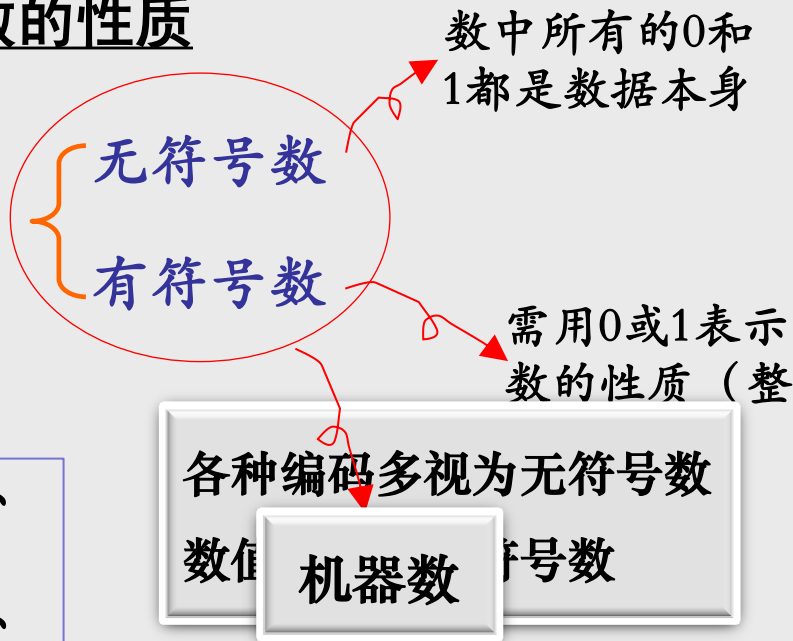 数的性质
数中所有的0和
1都是数据本身
无符号数
有符号数
需用0或1表示
数的性质（整
各种编码多视为无符号数
数值 符号数
机器数
、
、